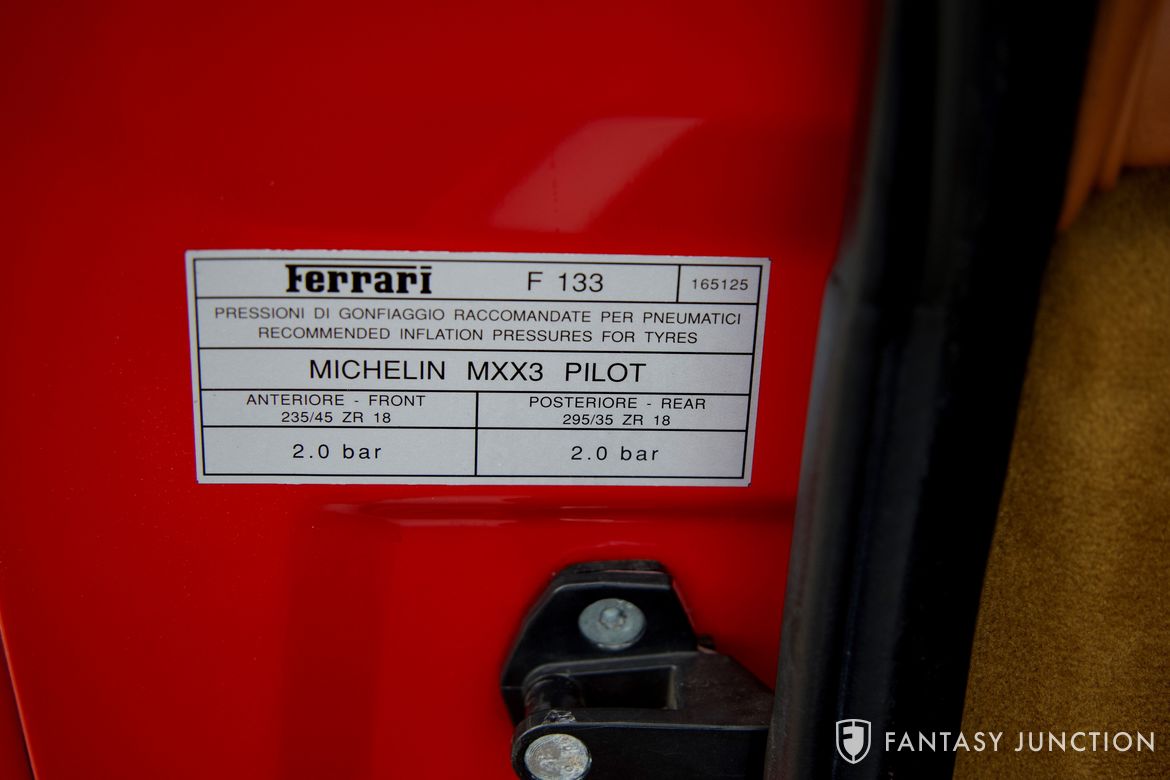 Ferrari F 133 165125
PRESSIONI DI GONFIAGGIO RACCOMANDATE PER PNEUMATICI
RECOMMENDED INFLATION PRESSURES FOR TYRES
MICHELIN MXX3 PILOT
ANTERIORE - FRONT
235/45 ZR 18
POSTERIORE - REAR
295/35 ZR 18
2.0 bar
2.0 bar
FANTASY JUNCTION